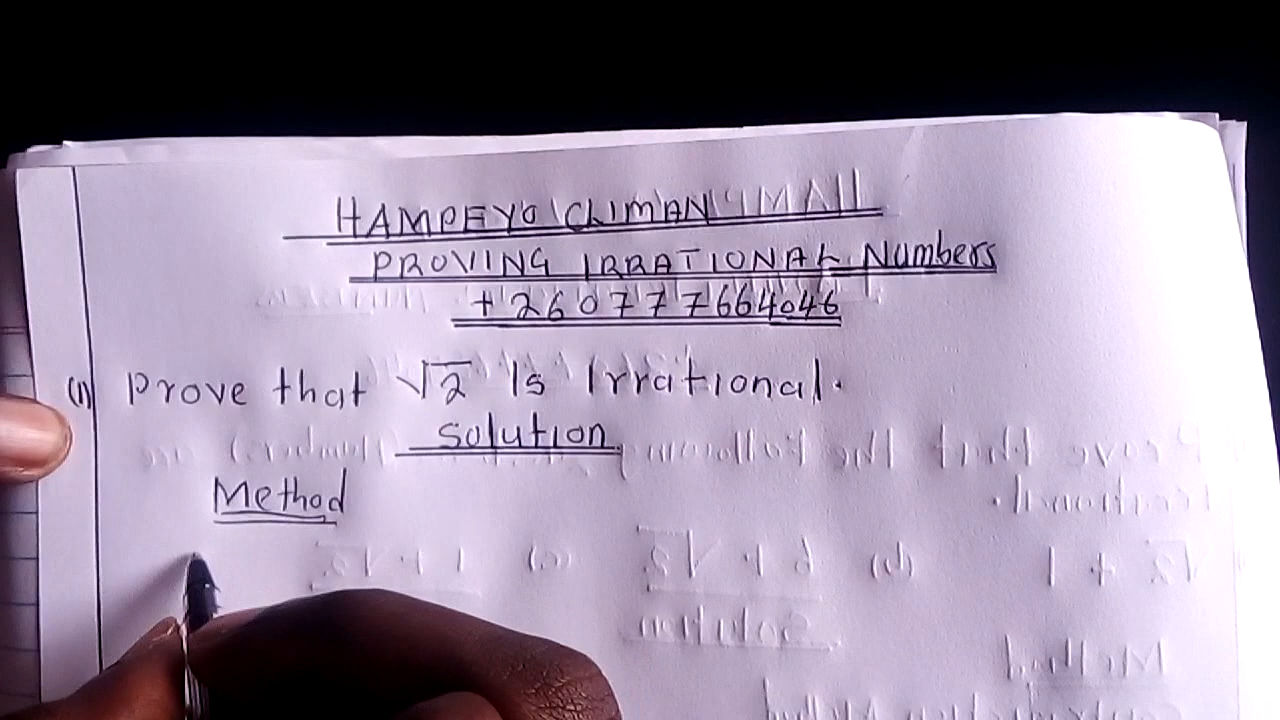 HAMPEYO CLIMAN
PROVING IRRATIONAL Numbers
+260777664046
(1) Prove that √2 Is Irrational.
Solution
Method